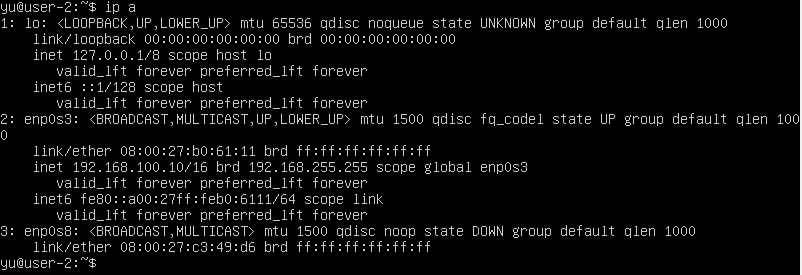 yu@user-2:~$ ip a
1: lo: <LOOPBACK,UP,LOWER_UP> mtu 65536 qdisc noqueue state UNKNOWN group default qlen 1000
    link/loopback 00:00:00:00:00:00 brd 00:00:00:00:00:00
    inet 127.0.0.1/8 scope host lo
       valid_lft forever preferred_lft forever
    inet6 ::1/128 scope host
       valid_lft forever preferred_lft forever
2: enp0s3: <BROADCAST,MULTICAST,UP,LOWER_UP> mtu 1500 qdisc fq_codel state UP group default qlen 100
0
    link/ether 08:00:27:b0:61:11 brd ff:ff:ff:ff:ff:ff
    inet 192.168.100.10/16 brd 192.168.255.255 scope global enp0s3
       valid_lft forever preferred_lft forever
    inet6 fe80::a00:27ff:feb0:6111/64 scope link
       valid_lft forever preferred_lft forever
3: enp0s8: <BROADCAST,MULTICAST> mtu 1500 qdisc noop state DOWN group default qlen 1000
    link/ether 08:00:27:c3:49:d6 brd ff:ff:ff:ff:ff:ff
yu@user-2:~$